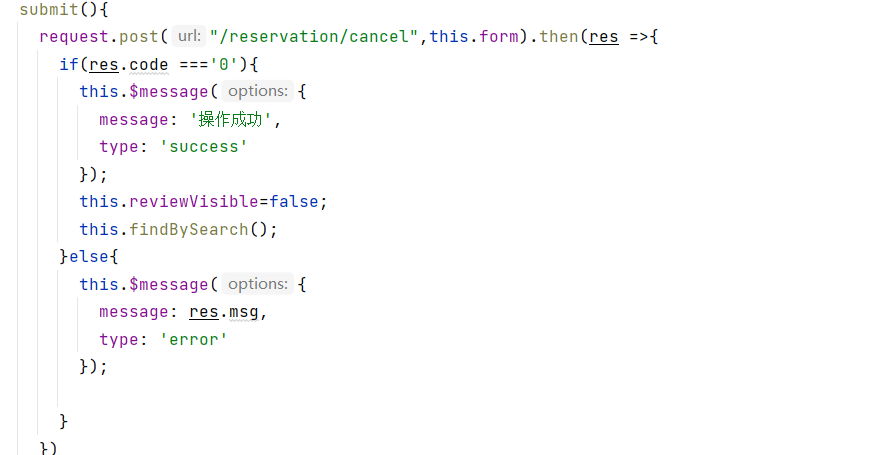 submit(){
request.post( url: "/reservation/cancel",this.form).then(res =>{
if(res.code ==='0'){
this.$message( options: {
message: '操作成功',
type: 'success'
});
this.reviewVisible=false;
this.findBySearch();
}else{
this.$message( options: {
message: res.msg,
type: 'error'
});
}
})